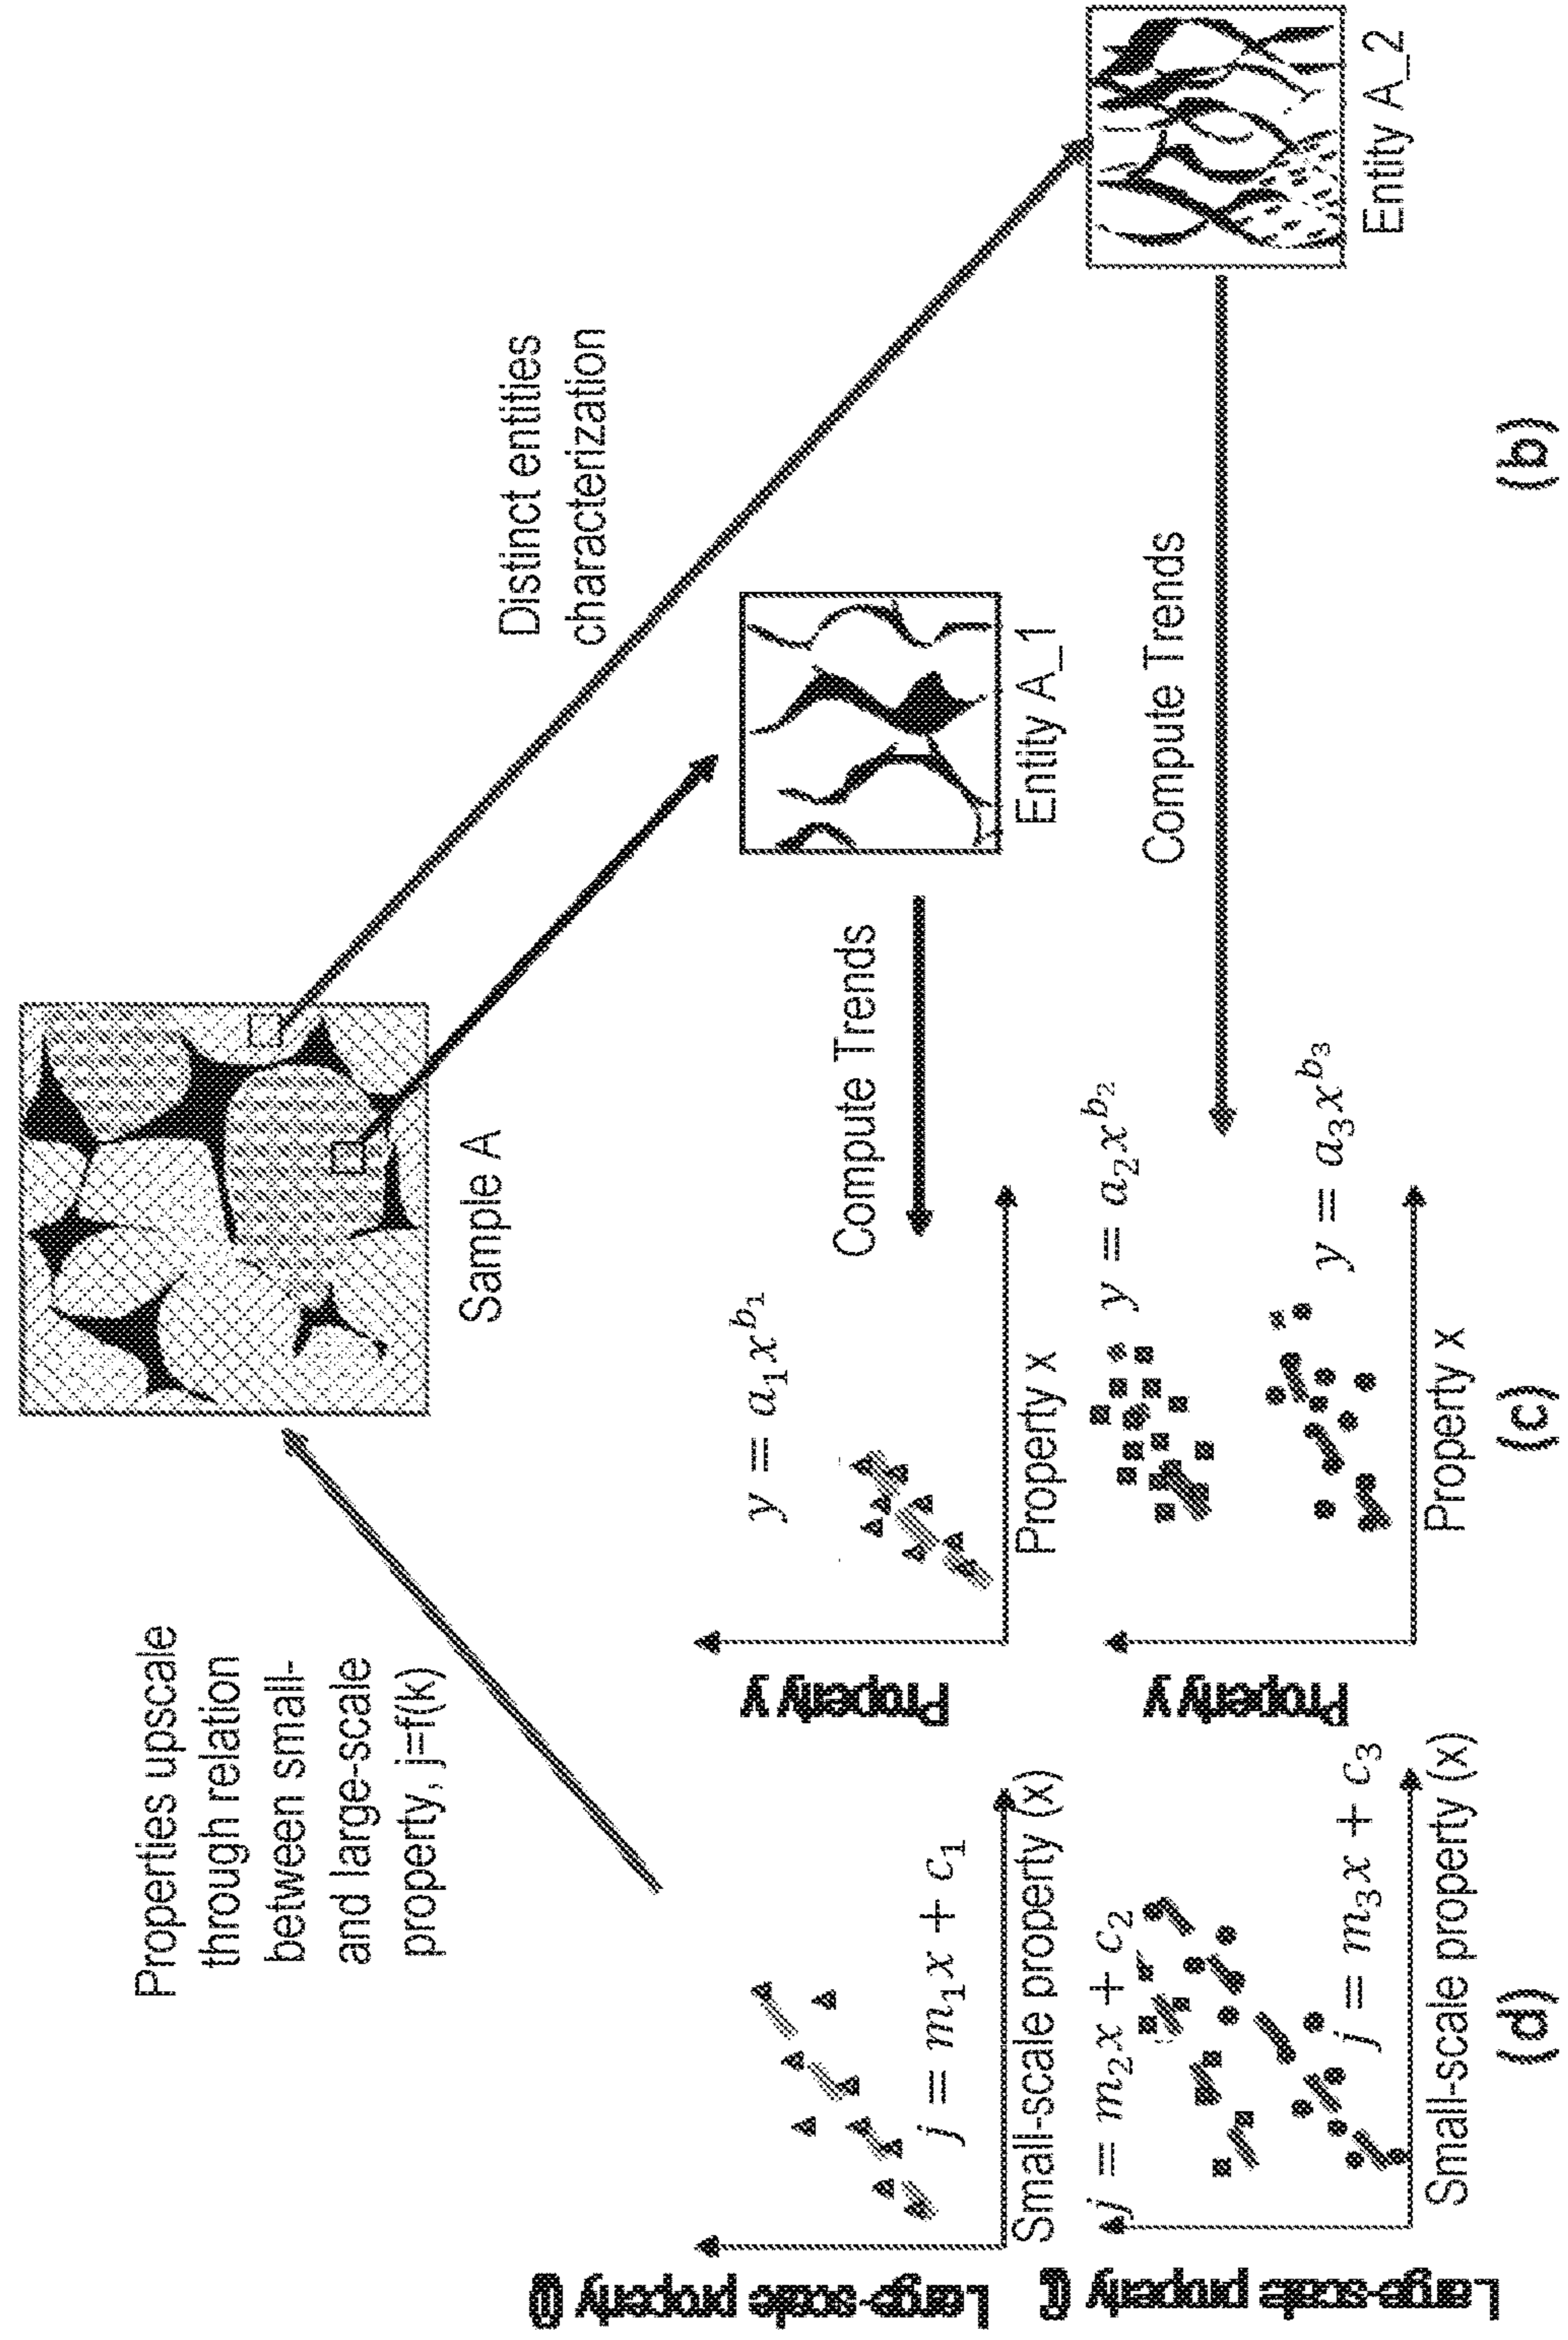 Properties upscale
through relation
between small-
and large-scale
property, j=f(k)
Sample A
Distinct entities
characterization
Large-scale property (j)
j = m₁x + c₁
Small-scale property (x)
Property y
y = a₁x^{b₁}
Property x
Compute Trends
Entity A_1
Large-scale property (j)
j = m₂x + c₂
j = m₃x + c₃
Small-scale property (x)
Property y
y = a₂x^{b₂}
y = a₃x^{b₃}
Property x
Compute Trends
Entity A_2
(d)
(c)
(b)